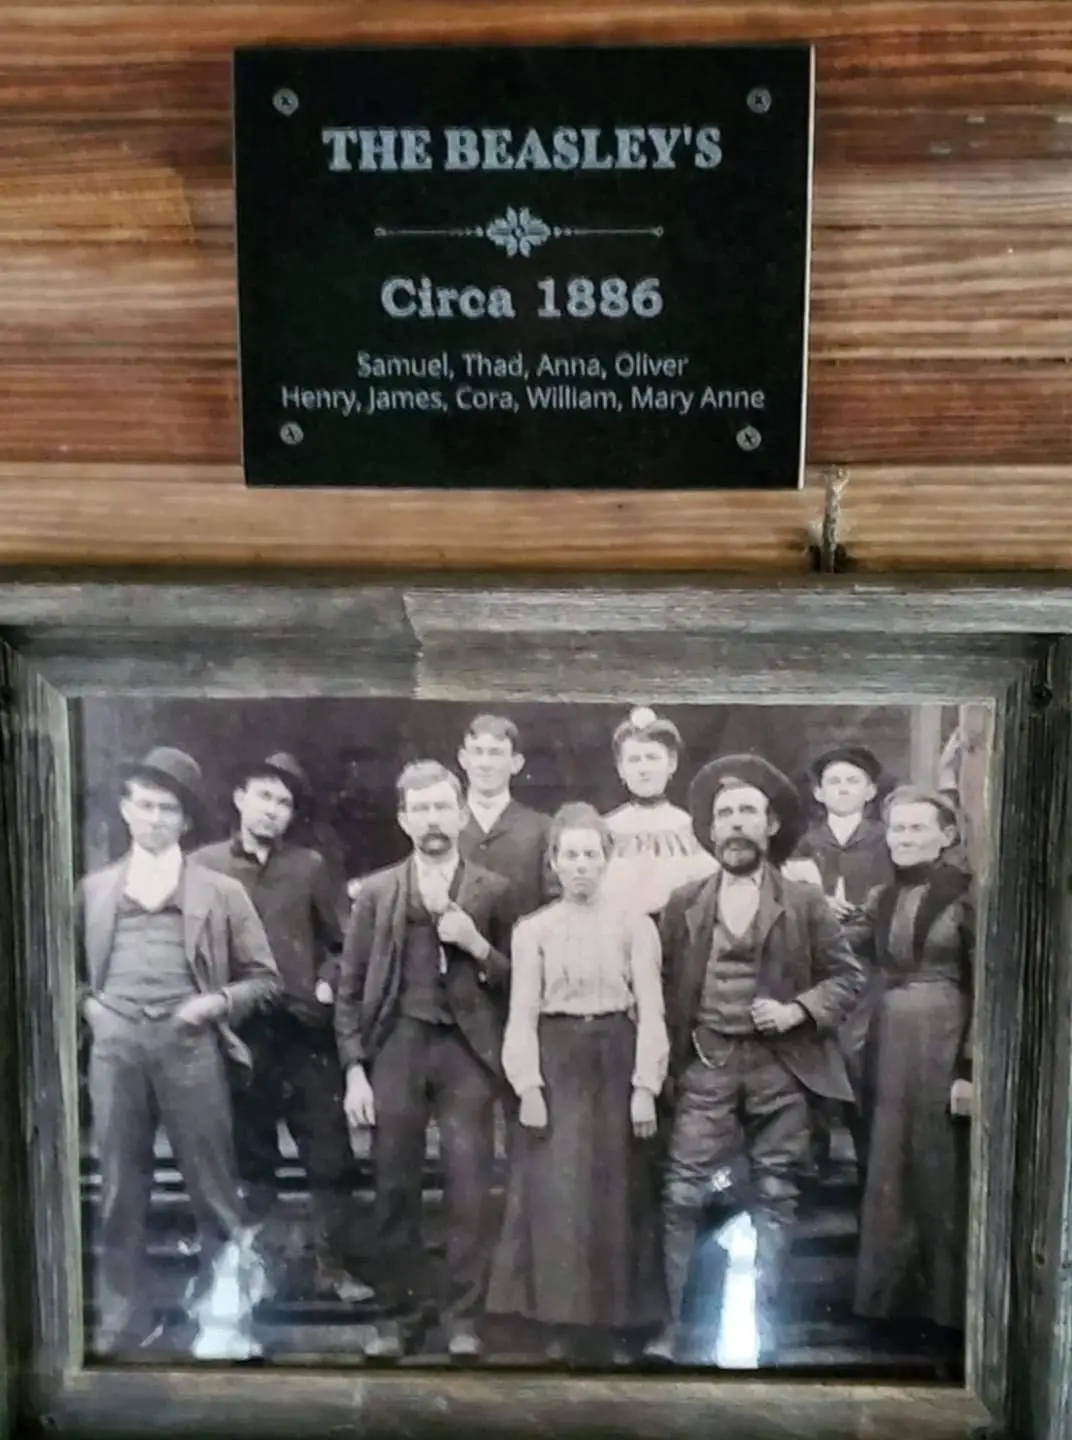 THE BEASLEY'S
Circa 1886
Samuel, Thad, Anna, Oliver
Henry, James, Cora, William, Mary Anne